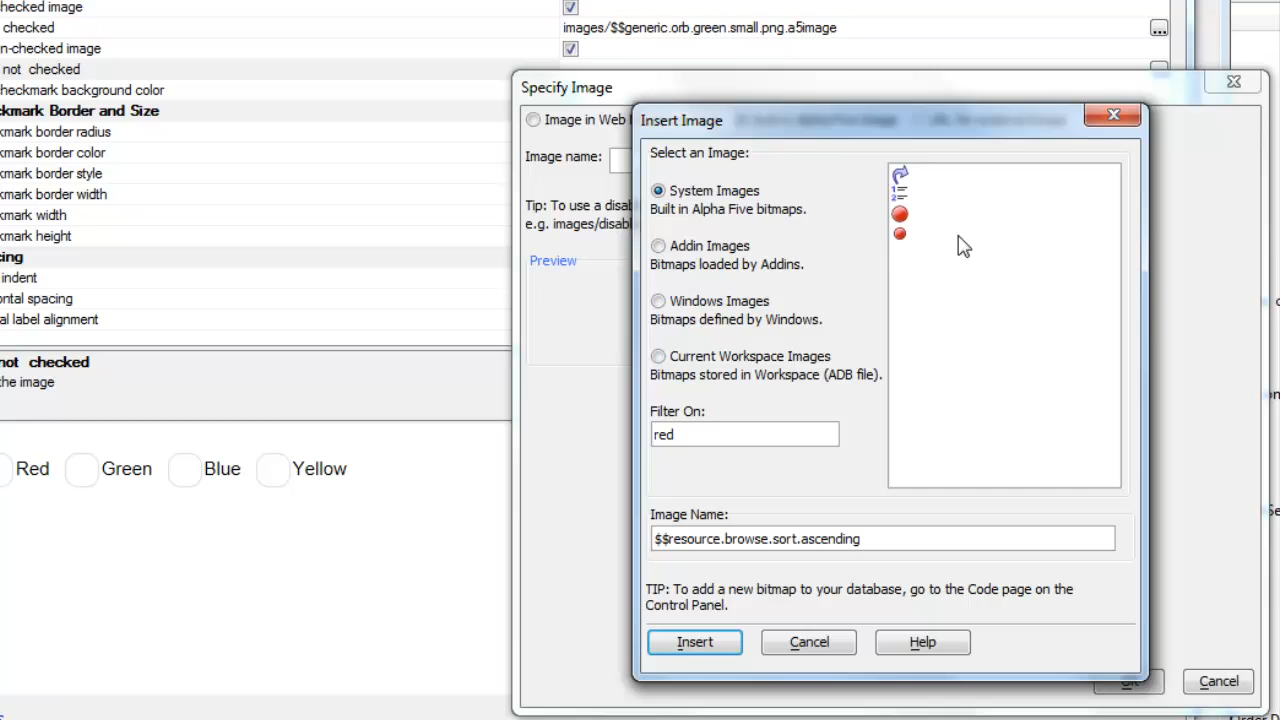 checked image
checked
images/$$generic.orb.green.small.png.a5image
n-checked image
not checked
heckmark background color
kmark Border and Size
kmark border radius
kmark border color
kmark border style
kmark border width
kmark width
kmark height
cing
indent
ontal spacing
al label alignment
not checked
the image
Red Green Blue Yellow
Specify Image
Image in Web
Image name:
Tip: To use a disab
e.g. images/disabl
Preview
Insert Image
Select an Image:
System Images
Built in Alpha Five bitmaps.
Addin Images
Bitmaps loaded by Addins.
Windows Images
Bitmaps defined by Windows.
Current Workspace Images
Bitmaps stored in Workspace (ADB file).
Filter On:
red
Image Name:
$$resource.browse.sort.ascending
TIP: To add a new bitmap to your database, go to the Code page on the
Control Panel.
Insert Cancel Help
Cancel